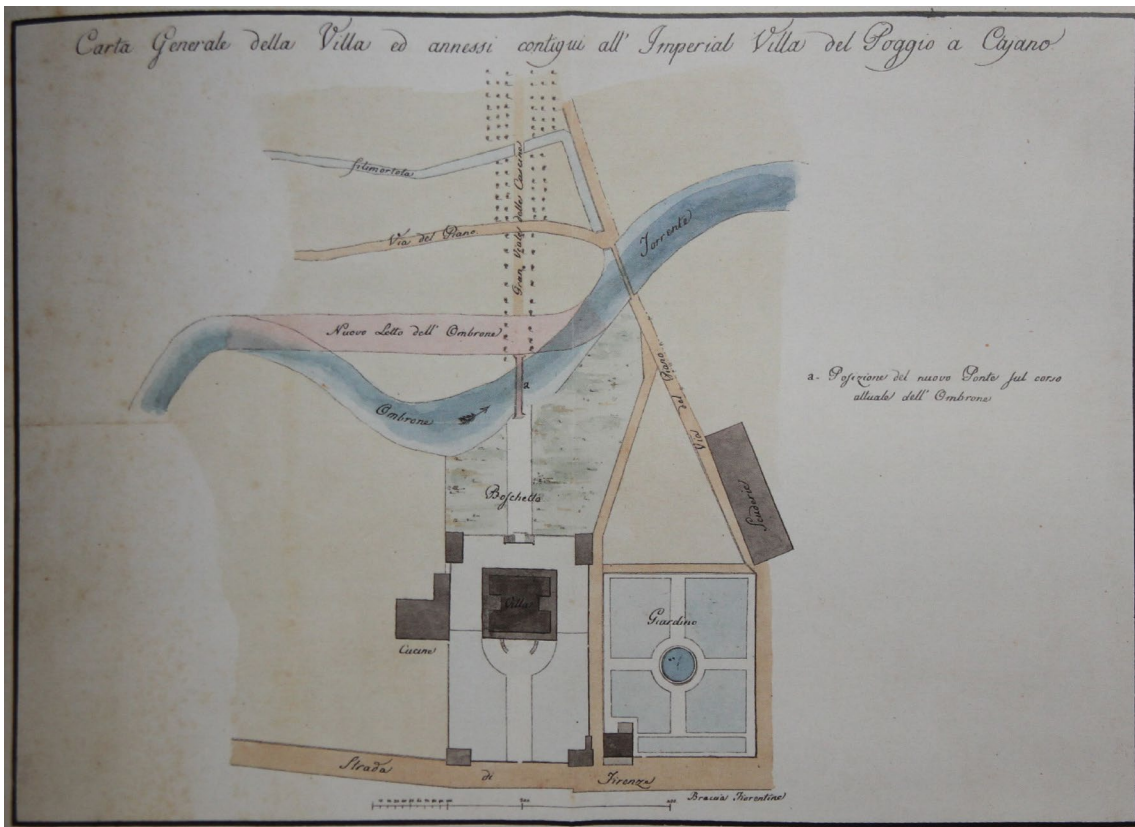 Carta Generale della Villa ed annessi contigui all' Imperial Villa del Poggio a Cajano
Gran Viale delle Cascine
Via del Piano
Torrente
Nuovo Letto dell' Ombrone
a
Ombrone
a - Posizione del nuovo Ponte sul corso
attuale dell' Ombrone
Via del Piano
Boschetto
Scuderie
Villa
Giardino
Cucine
Strada di Firenze
Braccia Fiorentine